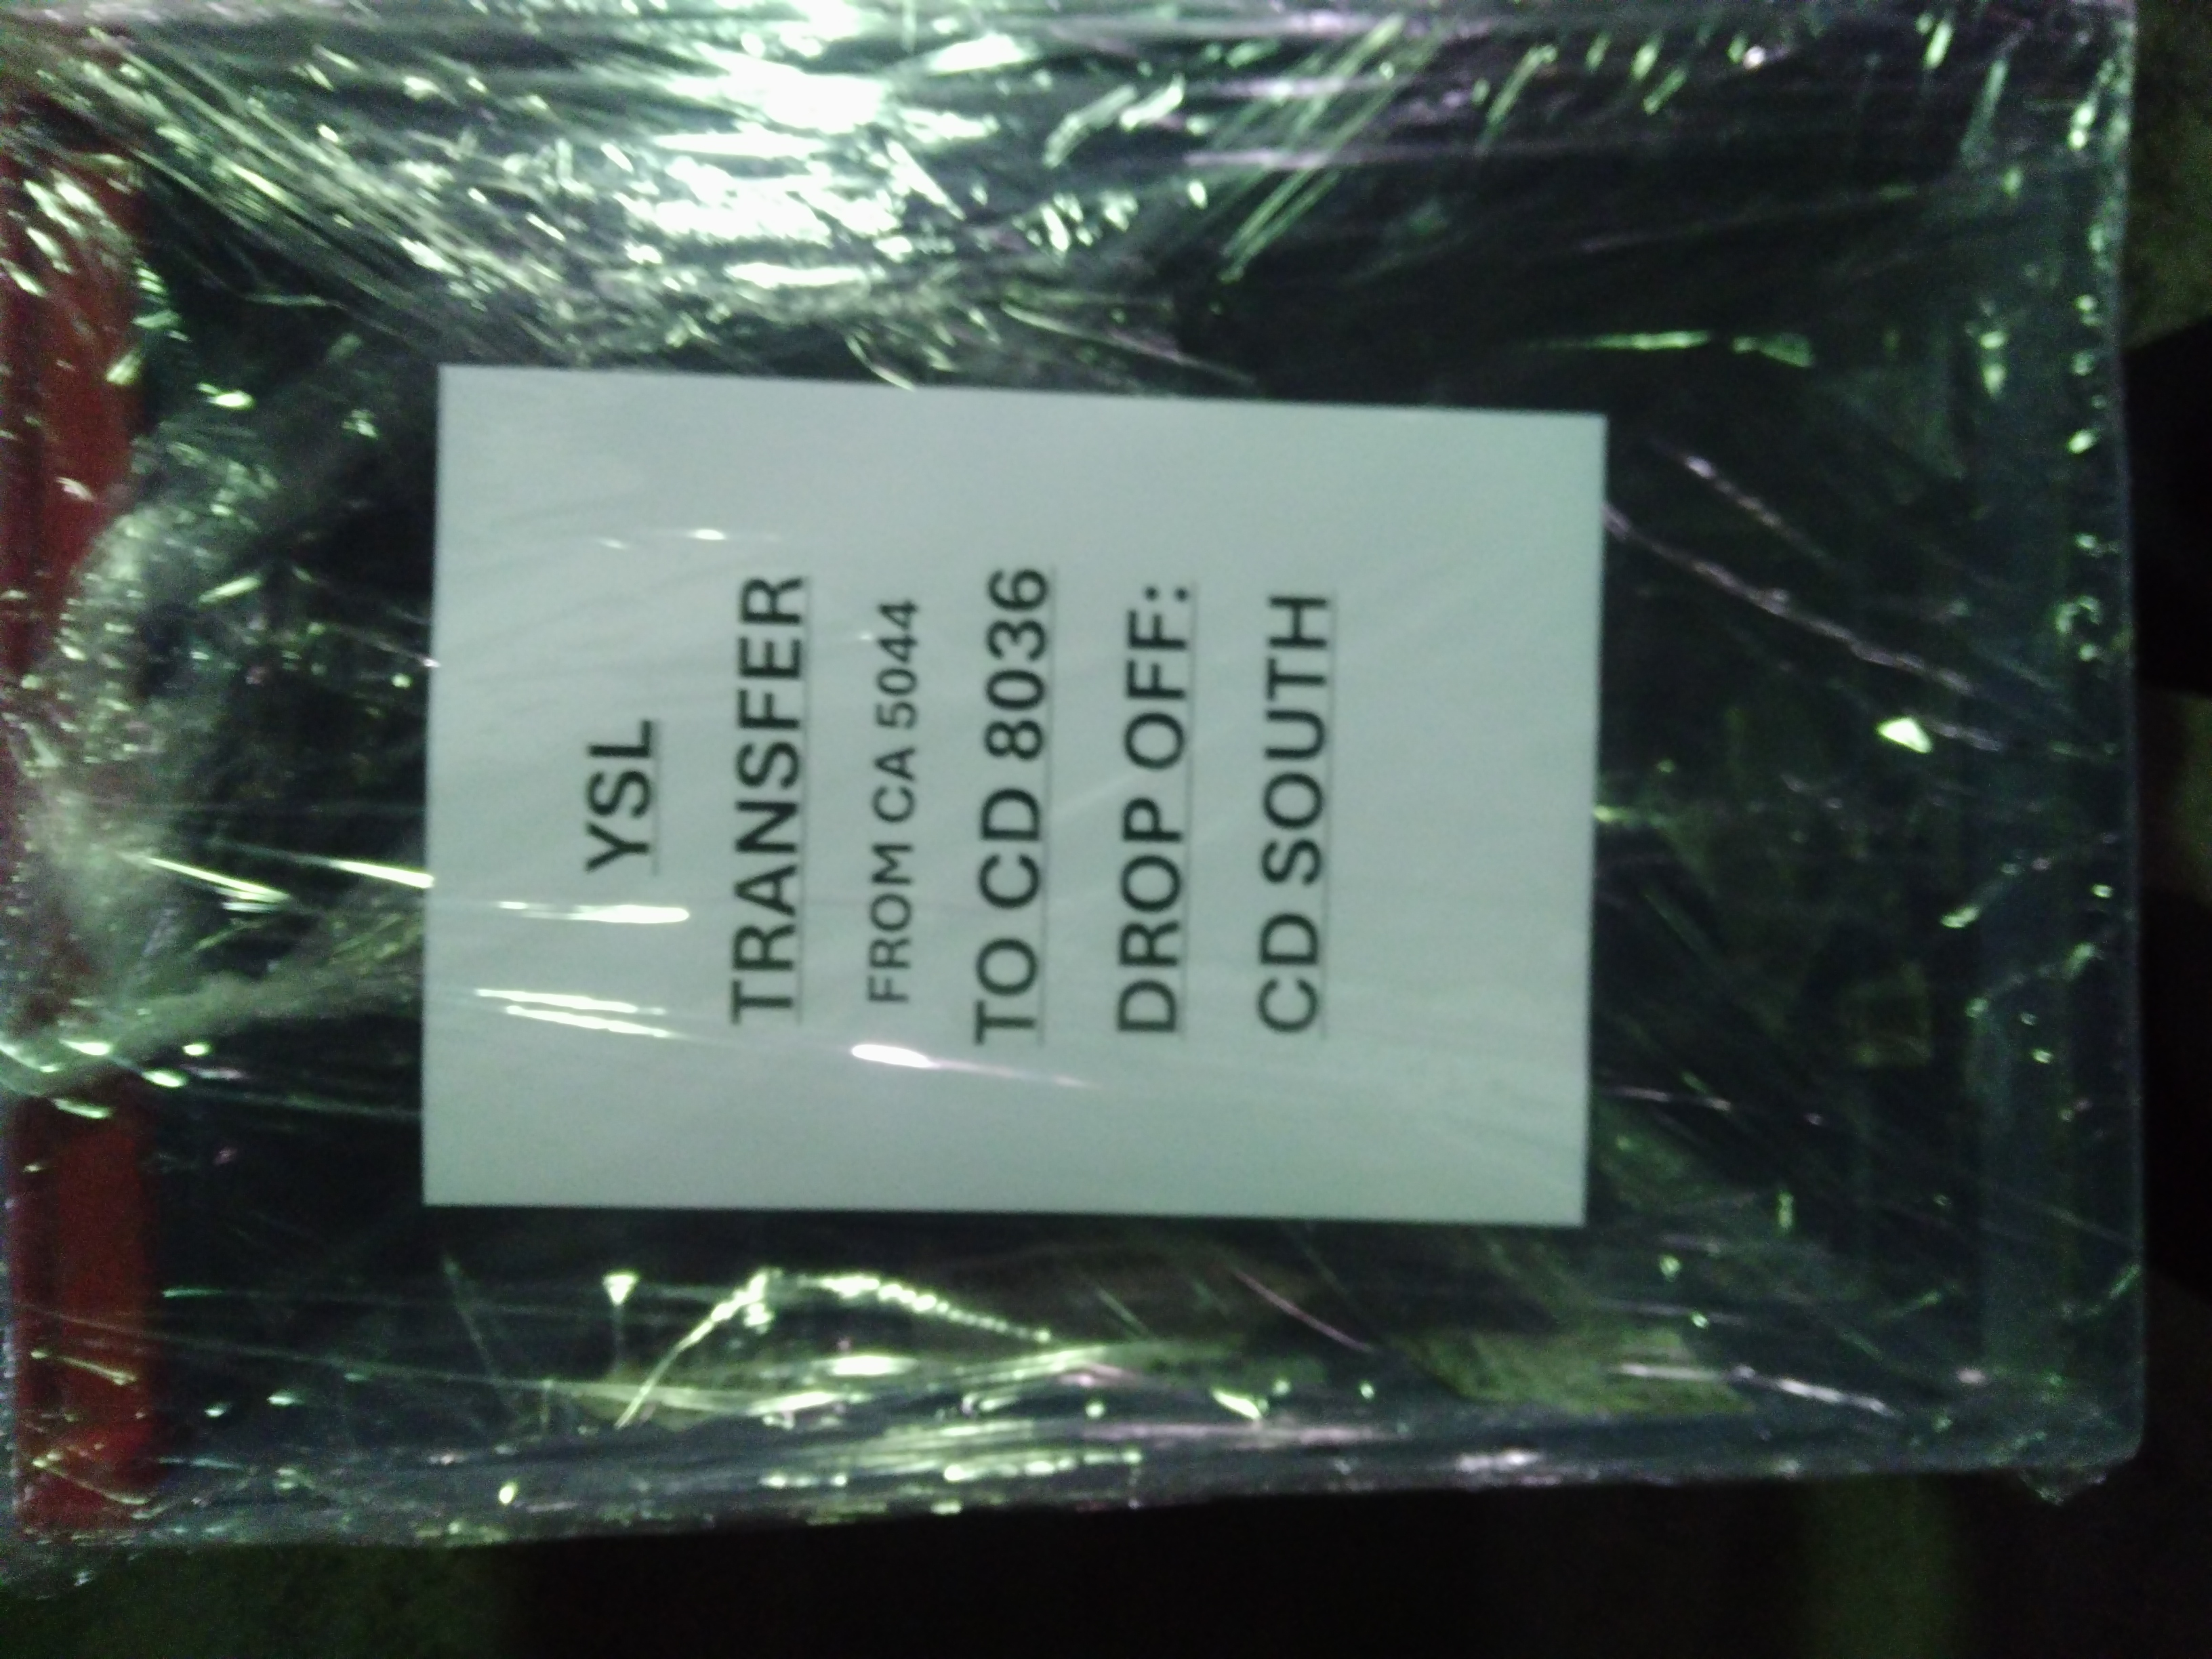 YSL
TRANSFER
FROM CA 5044
TO CD 8036
DROP OFF:
CD SOUTH